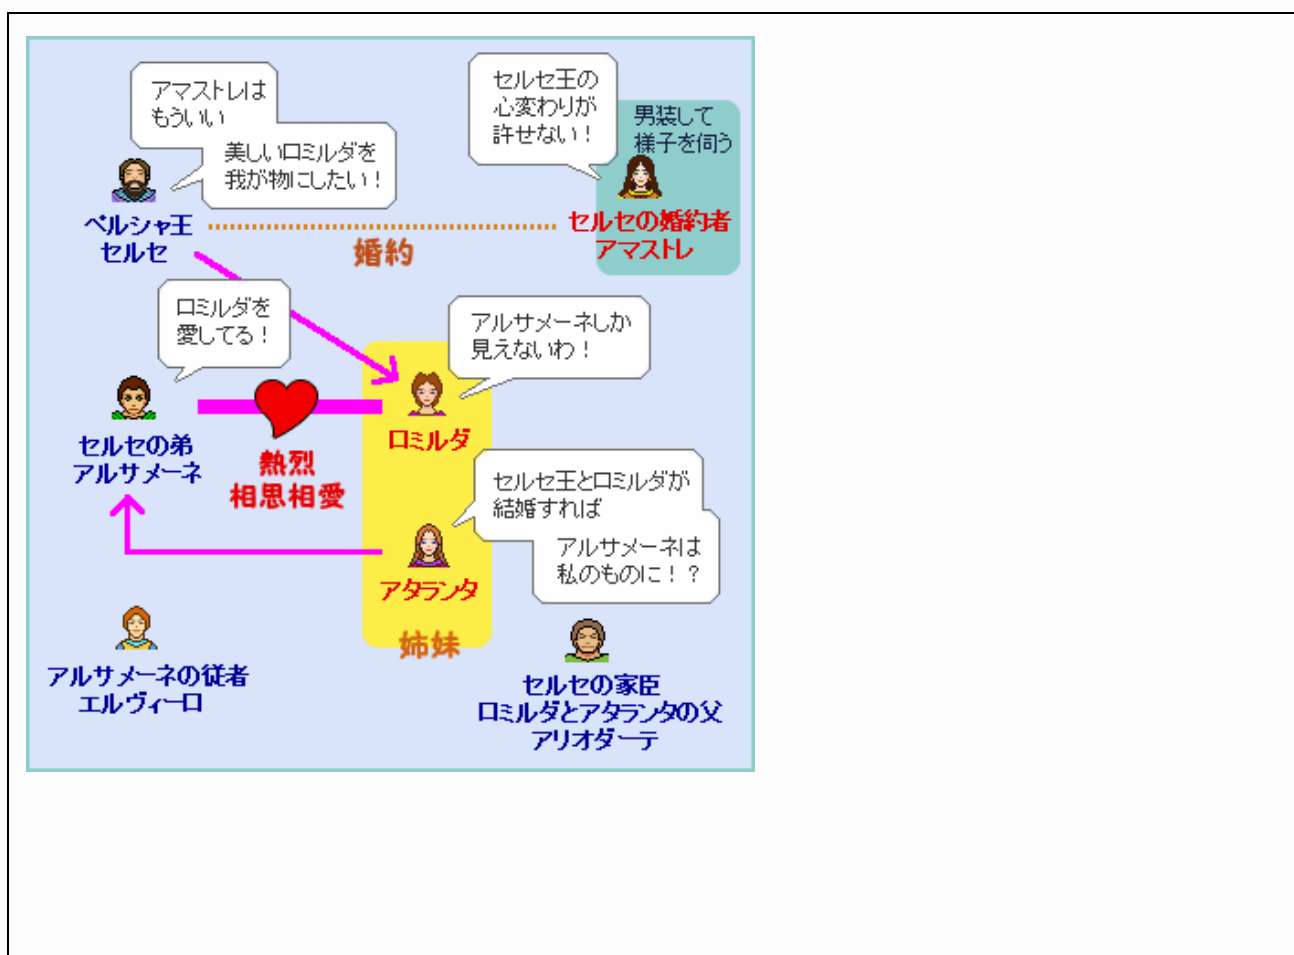 アマストレは
もういい
美しいロミルダを
我が物にしたい！
ペルシャ王
セルセ
婚約
セルセ王の
心変わりが
許せない！
男装して
様子を伺う
セルセの婚約者
アマストレ
ロミルダを
愛してる！
セルセの弟
アルサメーネ
熱烈
相思相愛
アルサメーネしか
見えないわ！
ロミルダ
セルセ王とロミルダが
結婚すれば
アルサメーネは
私のものに！？
アタランタ
姉妹
アルサメーネの従者
エルヴィーロ
セルセの家臣
ロミルダとアタランタの父
アリオダーテ